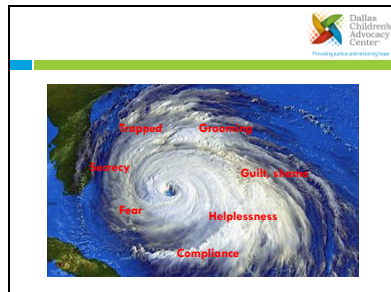 Dallas
Children's
Advocacy
Center
Providing justice and restoring hope
Trapped
Grooming
Secrecy
Guilt, shame
Fear
Helplessness
Compliance